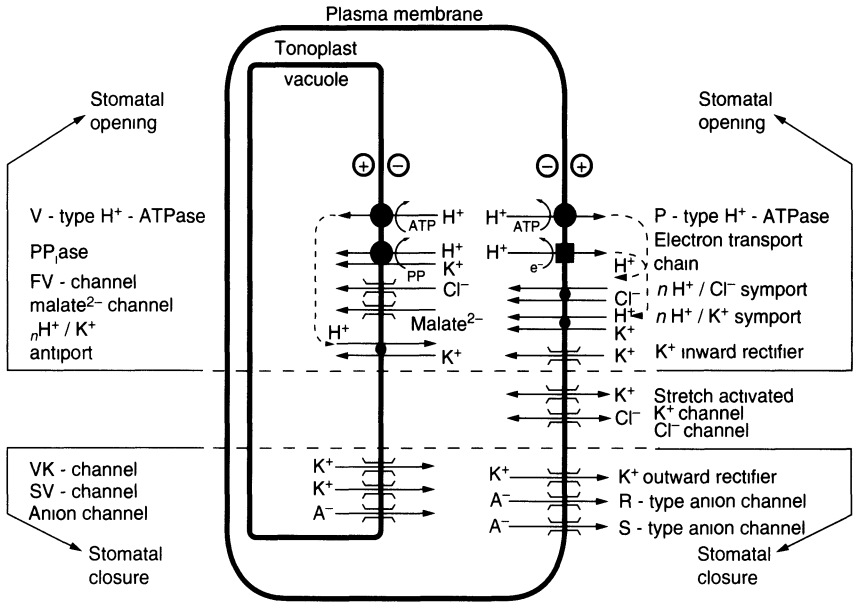 Plasma membrane
Tonoplast
vacuole
Stomatal
opening
Stomatal
opening
+ − − +
V - type H⁺ - ATPase
PPᵢase
FV - channel
malate²⁻ channel
nH⁺ / K⁺
antiport
H⁺
ATP
H⁺
PP
K⁺
Cl⁻
Malate²⁻
H⁺
K⁺
H⁺
ATP
H⁺
e⁻
H⁺
Cl⁻
H⁺
K⁺
K⁺
P - type H⁺ - ATPase
Electron transport
chain
n H⁺ / Cl⁻ symport
n H⁺ / K⁺ symport
K⁺ inward rectifier
K⁺ Stretch activated
K⁺ channel
Cl⁻ Cl⁻ channel
VK - channel
SV - channel
Anion channel
K⁺
K⁺
A⁻
K⁺
A⁻
A⁻
K⁺ outward rectifier
R - type anion channel
S - type anion channel
Stomatal
closure
Stomatal
closure